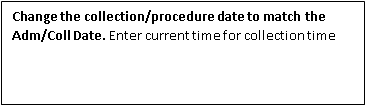 Change the collection/procedure date to match the
Adm/Coll Date. Enter current time for collection time